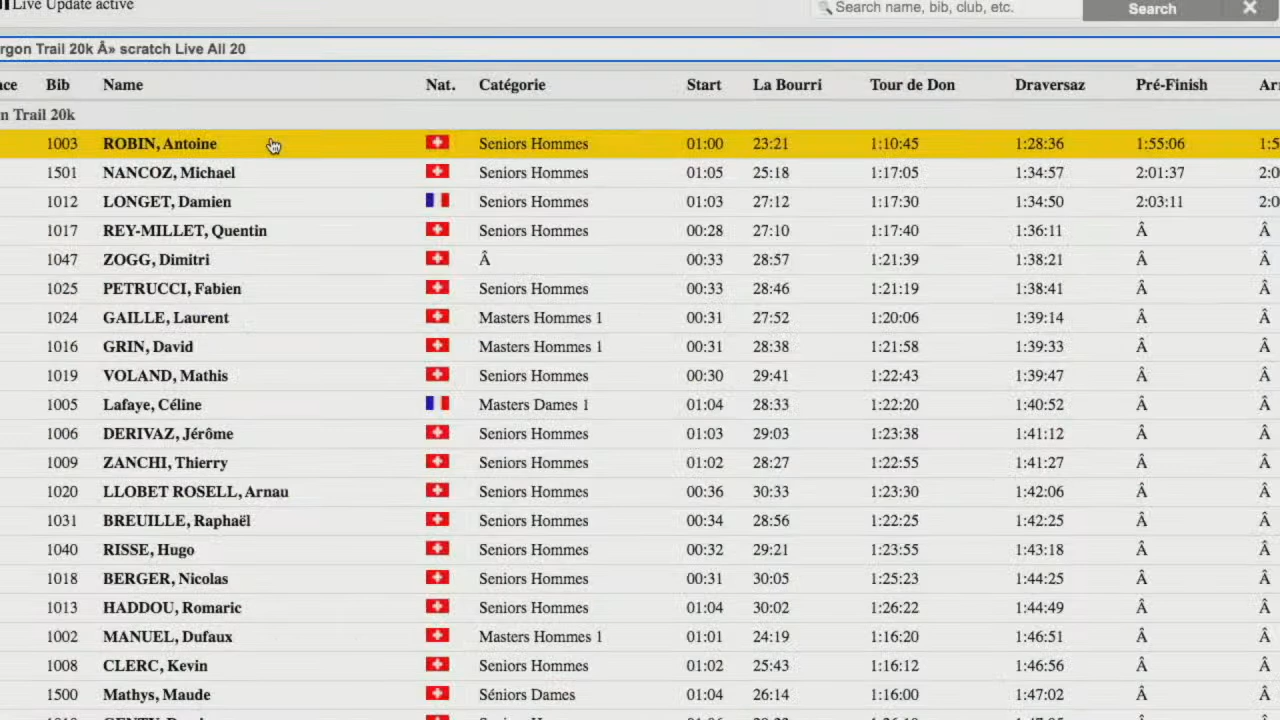 Live Update active
Search name, bib, club, etc. Search
rgon Trail 20k Â» scratch Live All 20
ce Bib Name Nat. Catégorie Start La Bourri Tour de Don Draversaz Pré-Finish Arr
n Trail 20k
1003 ROBIN, Antoine Seniors Hommes 01:00 23:21 1:10:45 1:28:36 1:55:06 1:5
1501 NANCOZ, Michael Seniors Hommes 01:05 25:18 1:17:05 1:34:57 2:01:37 2:0
1012 LONGET, Damien Seniors Hommes 01:03 27:12 1:17:30 1:34:50 2:03:11 2:0
1017 REY-MILLET, Quentin Seniors Hommes 00:28 27:10 1:17:40 1:36:11 Â Â
1047 ZOGG, Dimitri Â 00:33 28:57 1:21:39 1:38:21 Â Â
1025 PETRUCCI, Fabien Seniors Hommes 00:33 28:46 1:21:19 1:38:41 Â Â
1024 GAILLE, Laurent Masters Hommes 1 00:31 27:52 1:20:06 1:39:14 Â Â
1016 GRIN, David Masters Hommes 1 00:31 28:38 1:21:58 1:39:33 Â Â
1019 VOLAND, Mathis Seniors Hommes 00:30 29:41 1:22:43 1:39:47 Â Â
1005 Lafaye, Céline Masters Dames 1 01:04 28:33 1:22:20 1:40:52 Â Â
1006 DERIVAZ, Jérôme Seniors Hommes 01:03 29:03 1:23:38 1:41:12 Â Â
1009 ZANCHI, Thierry Seniors Hommes 01:02 28:27 1:22:55 1:41:27 Â Â
1020 LLOBET ROSELL, Arnau Seniors Hommes 00:36 30:33 1:23:30 1:42:06 Â Â
1031 BREUILLE, Raphaël Seniors Hommes 00:34 28:56 1:22:25 1:42:25 Â Â
1040 RISSE, Hugo Seniors Hommes 00:32 29:21 1:23:55 1:43:18 Â Â
1018 BERGER, Nicolas Seniors Hommes 00:31 30:05 1:25:23 1:44:25 Â Â
1013 HADDOU, Romaric Seniors Hommes 01:04 30:02 1:26:22 1:44:49 Â Â
1002 MANUEL, Dufaux Masters Hommes 1 01:01 24:19 1:16:20 1:46:51 Â Â
1008 CLERC, Kevin Seniors Hommes 01:02 25:43 1:16:12 1:46:56 Â Â
1500 Mathys, Maude Séniors Dames 01:04 26:14 1:16:00 1:47:02 Â Â